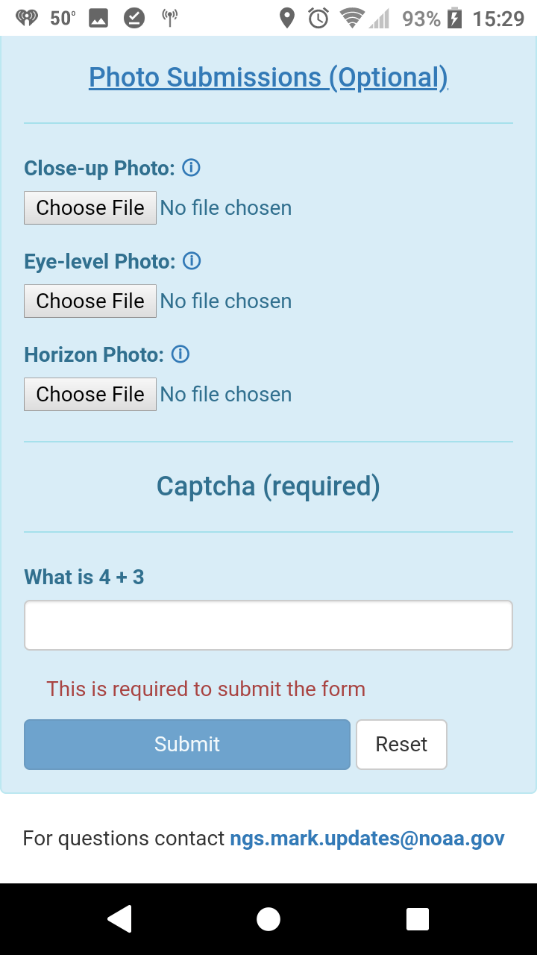 50°
93%
15:29
Photo Submissions (Optional)
Close-up Photo:
Choose File No file chosen
Eye-level Photo:
Choose File No file chosen
Horizon Photo:
Choose File No file chosen
Captcha (required)
What is 4 + 3
This is required to submit the form
Submit Reset
For questions contact ngs.mark.updates@noaa.gov